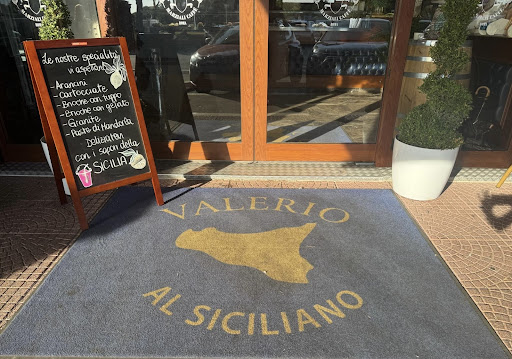 Le nostre specialità
vi aspettano
- Arancini
- Cartocciate
- Brioche con tuppo
- Brioche con gelato
- Granite
- Pasta di Mandorla
DELIZIATEVI
con i sapori della
SICILIA
VALERIO
AL SICILIANO